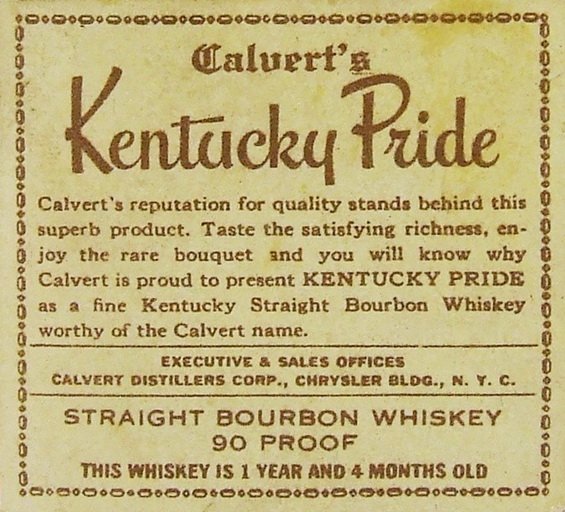 Calvert's
Kentucky Pride
Calvert's reputation for quality stands behind this
superb product. Taste the satisfying richness, en-
joy the rare bouquet and you will know why
Calvert is proud to present KENTUCKY PRIDE
as a fine Kentucky Straight Bourbon Whiskey
worthy of the Calvert name.
EXECUTIVE & SALES OFFICES
CALVERT DISTILLERS CORP., CHRYSLER BLDG., N. Y. C.
STRAIGHT BOURBON WHISKEY
90 PROOF
THIS WHISKEY IS 1 YEAR AND 4 MONTHS OLD